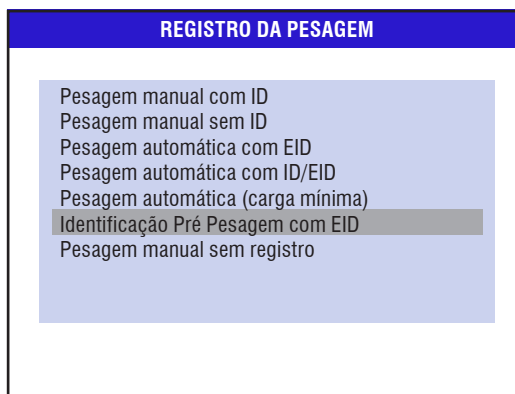 REGISTRO DA PESAGEM
Pesagem manual com ID
Pesagem manual sem ID
Pesagem automática com EID
Pesagem automática com ID/EID
Pesagem automática (carga mínima)
Identificação Pré Pesagem com EID
Pesagem manual sem registro